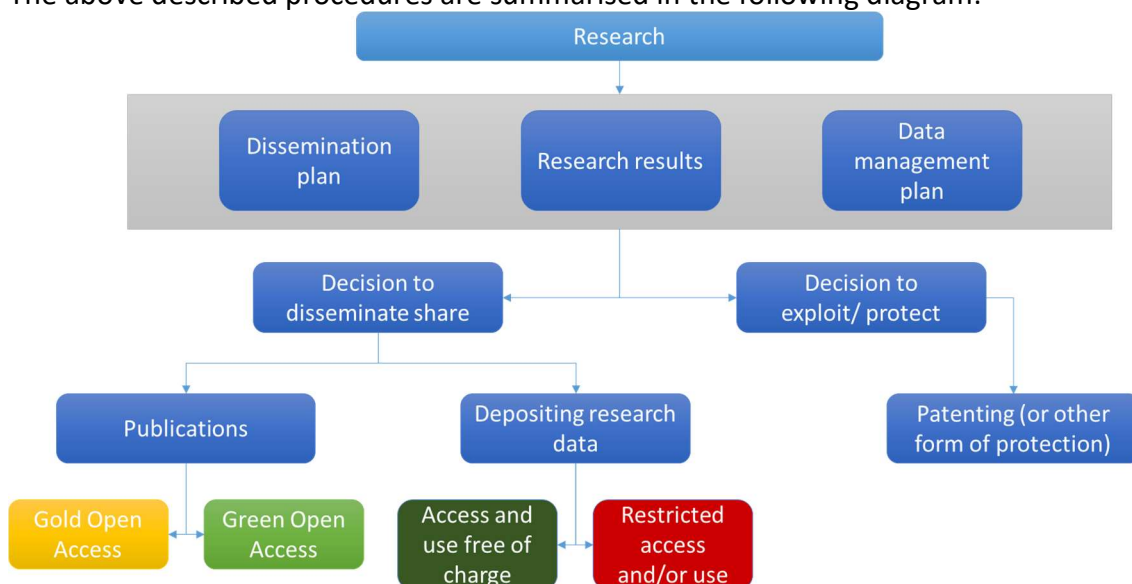 The above described procedures are summarised in the following diagram:
Research
Dissemination
plan
Research results
Data
management
plan
Decision to
disseminate share
Decision to
exploit/ protect
Publications
Depositing research
data
Patenting (or other
form of protection)
Gold Open
Access
Green Open
Access
Access and
use free of
charge
Restricted
access
and/or use